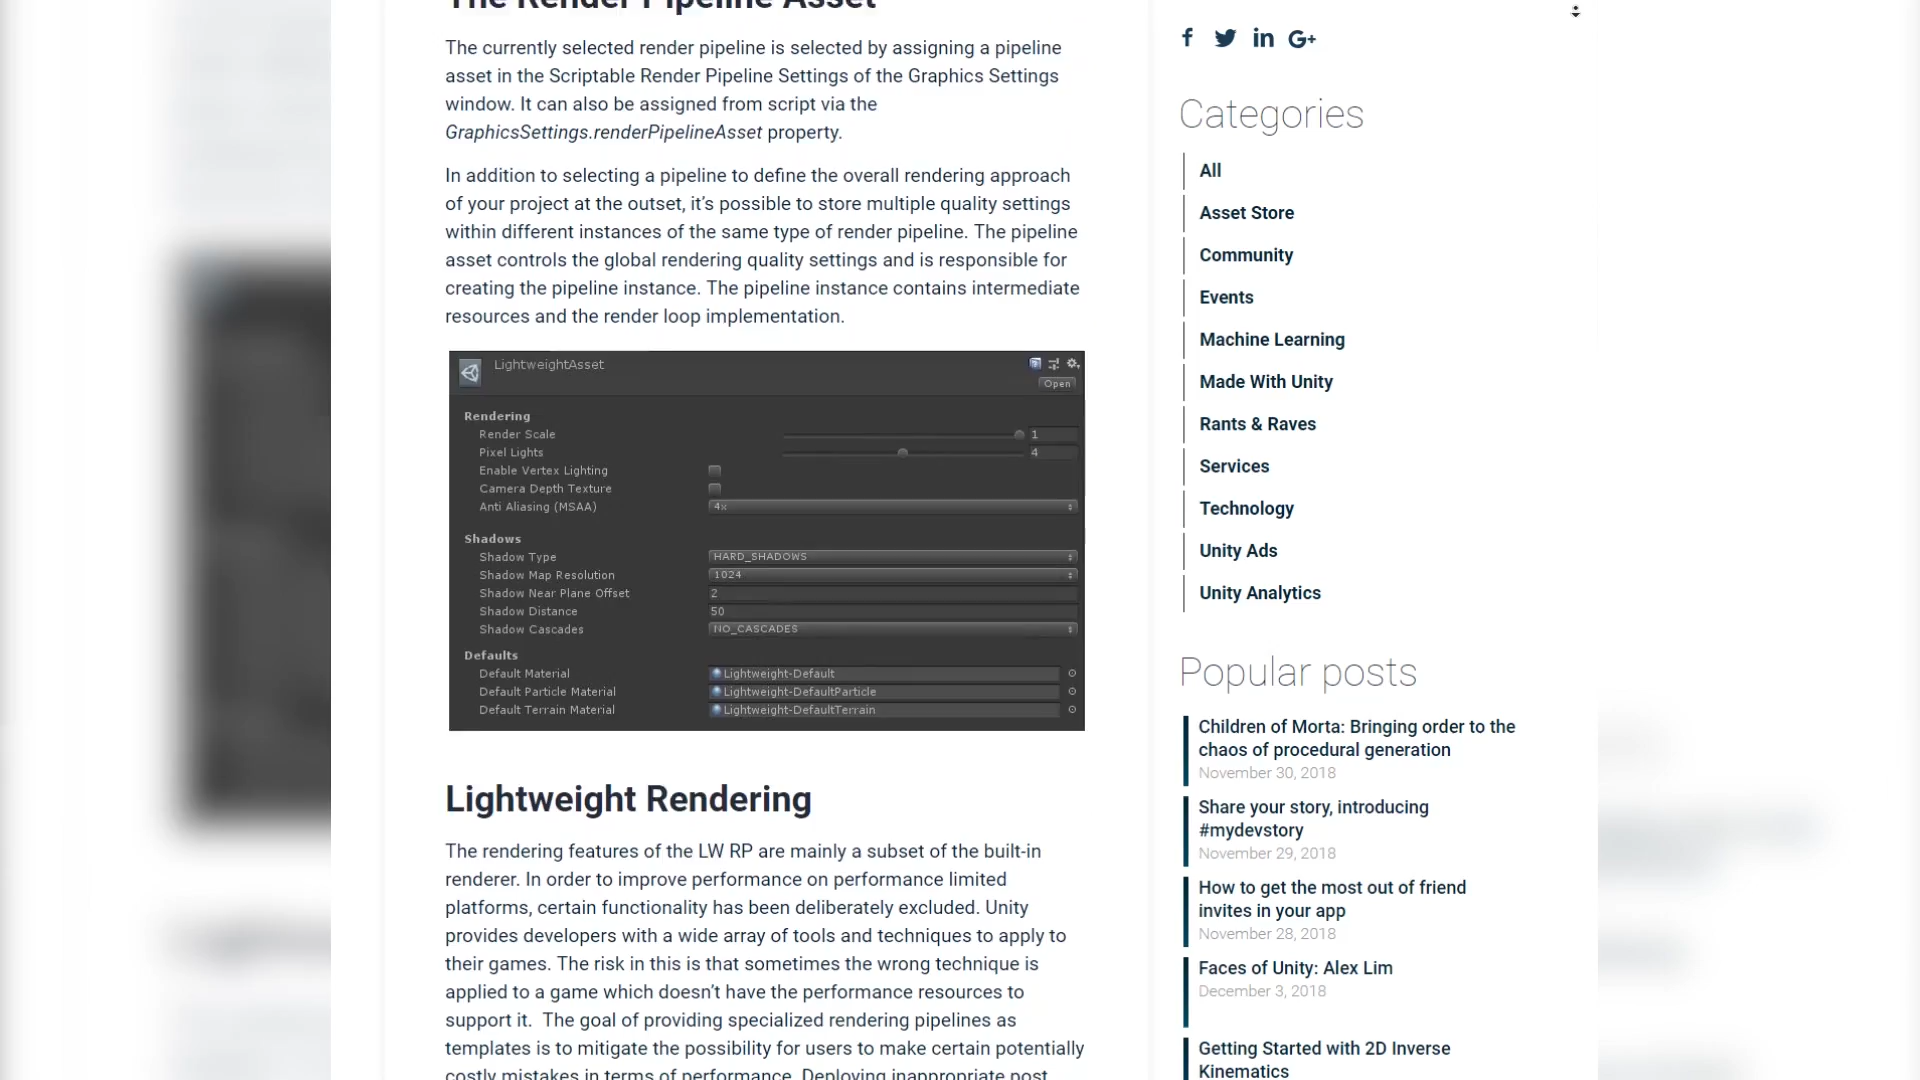 The Render Pipeline Asset
The currently selected render pipeline is selected by assigning a pipeline
asset in the Scriptable Render Pipeline Settings of the Graphics Settings
window. It can also be assigned from script via the
GraphicsSettings.renderPipelineAsset property.
In addition to selecting a pipeline to define the overall rendering approach
of your project at the outset, it’s possible to store multiple quality settings
within different instances of the same type of render pipeline. The pipeline
asset controls the global rendering quality settings and is responsible for
creating the pipeline instance. The pipeline instance contains intermediate
resources and the render loop implementation.
LightweightAsset
Open
Rendering
Render Scale 1
Pixel Lights 4
Enable Vertex Lighting
Camera Depth Texture
Anti Aliasing (MSAA) 4x
Shadows
Shadow Type HARD_SHADOWS
Shadow Map Resolution 1024
Shadow Near Plane Offset 2
Shadow Distance 50
Shadow Cascades NO_CASCADES
Defaults
Default Material Lightweight-Default
Default Particle Material Lightweight-DefaultParticle
Default Terrain Material Lightweight-DefaultTerrain
Lightweight Rendering
The rendering features of the LW RP are mainly a subset of the built-in
renderer. In order to improve performance on performance limited
platforms, certain functionality has been deliberately excluded. Unity
provides developers with a wide array of tools and techniques to apply to
their games. The risk in this is that sometimes the wrong technique is
applied to a game which doesn’t have the performance resources to
support it. The goal of providing specialized rendering pipelines as
templates is to mitigate the possibility for users to make certain potentially
costly mistakes in terms of performance. Deploying inappropriate post
f in G+
Categories
All
Asset Store
Community
Events
Machine Learning
Made With Unity
Rants & Raves
Services
Technology
Unity Ads
Unity Analytics
Popular posts
Children of Morta: Bringing order to the
chaos of procedural generation
November 30, 2018
Share your story, introducing
#mydevstory
November 29, 2018
How to get the most out of friend
invites in your app
November 28, 2018
Faces of Unity: Alex Lim
December 3, 2018
Getting Started with 2D Inverse
Kinematics